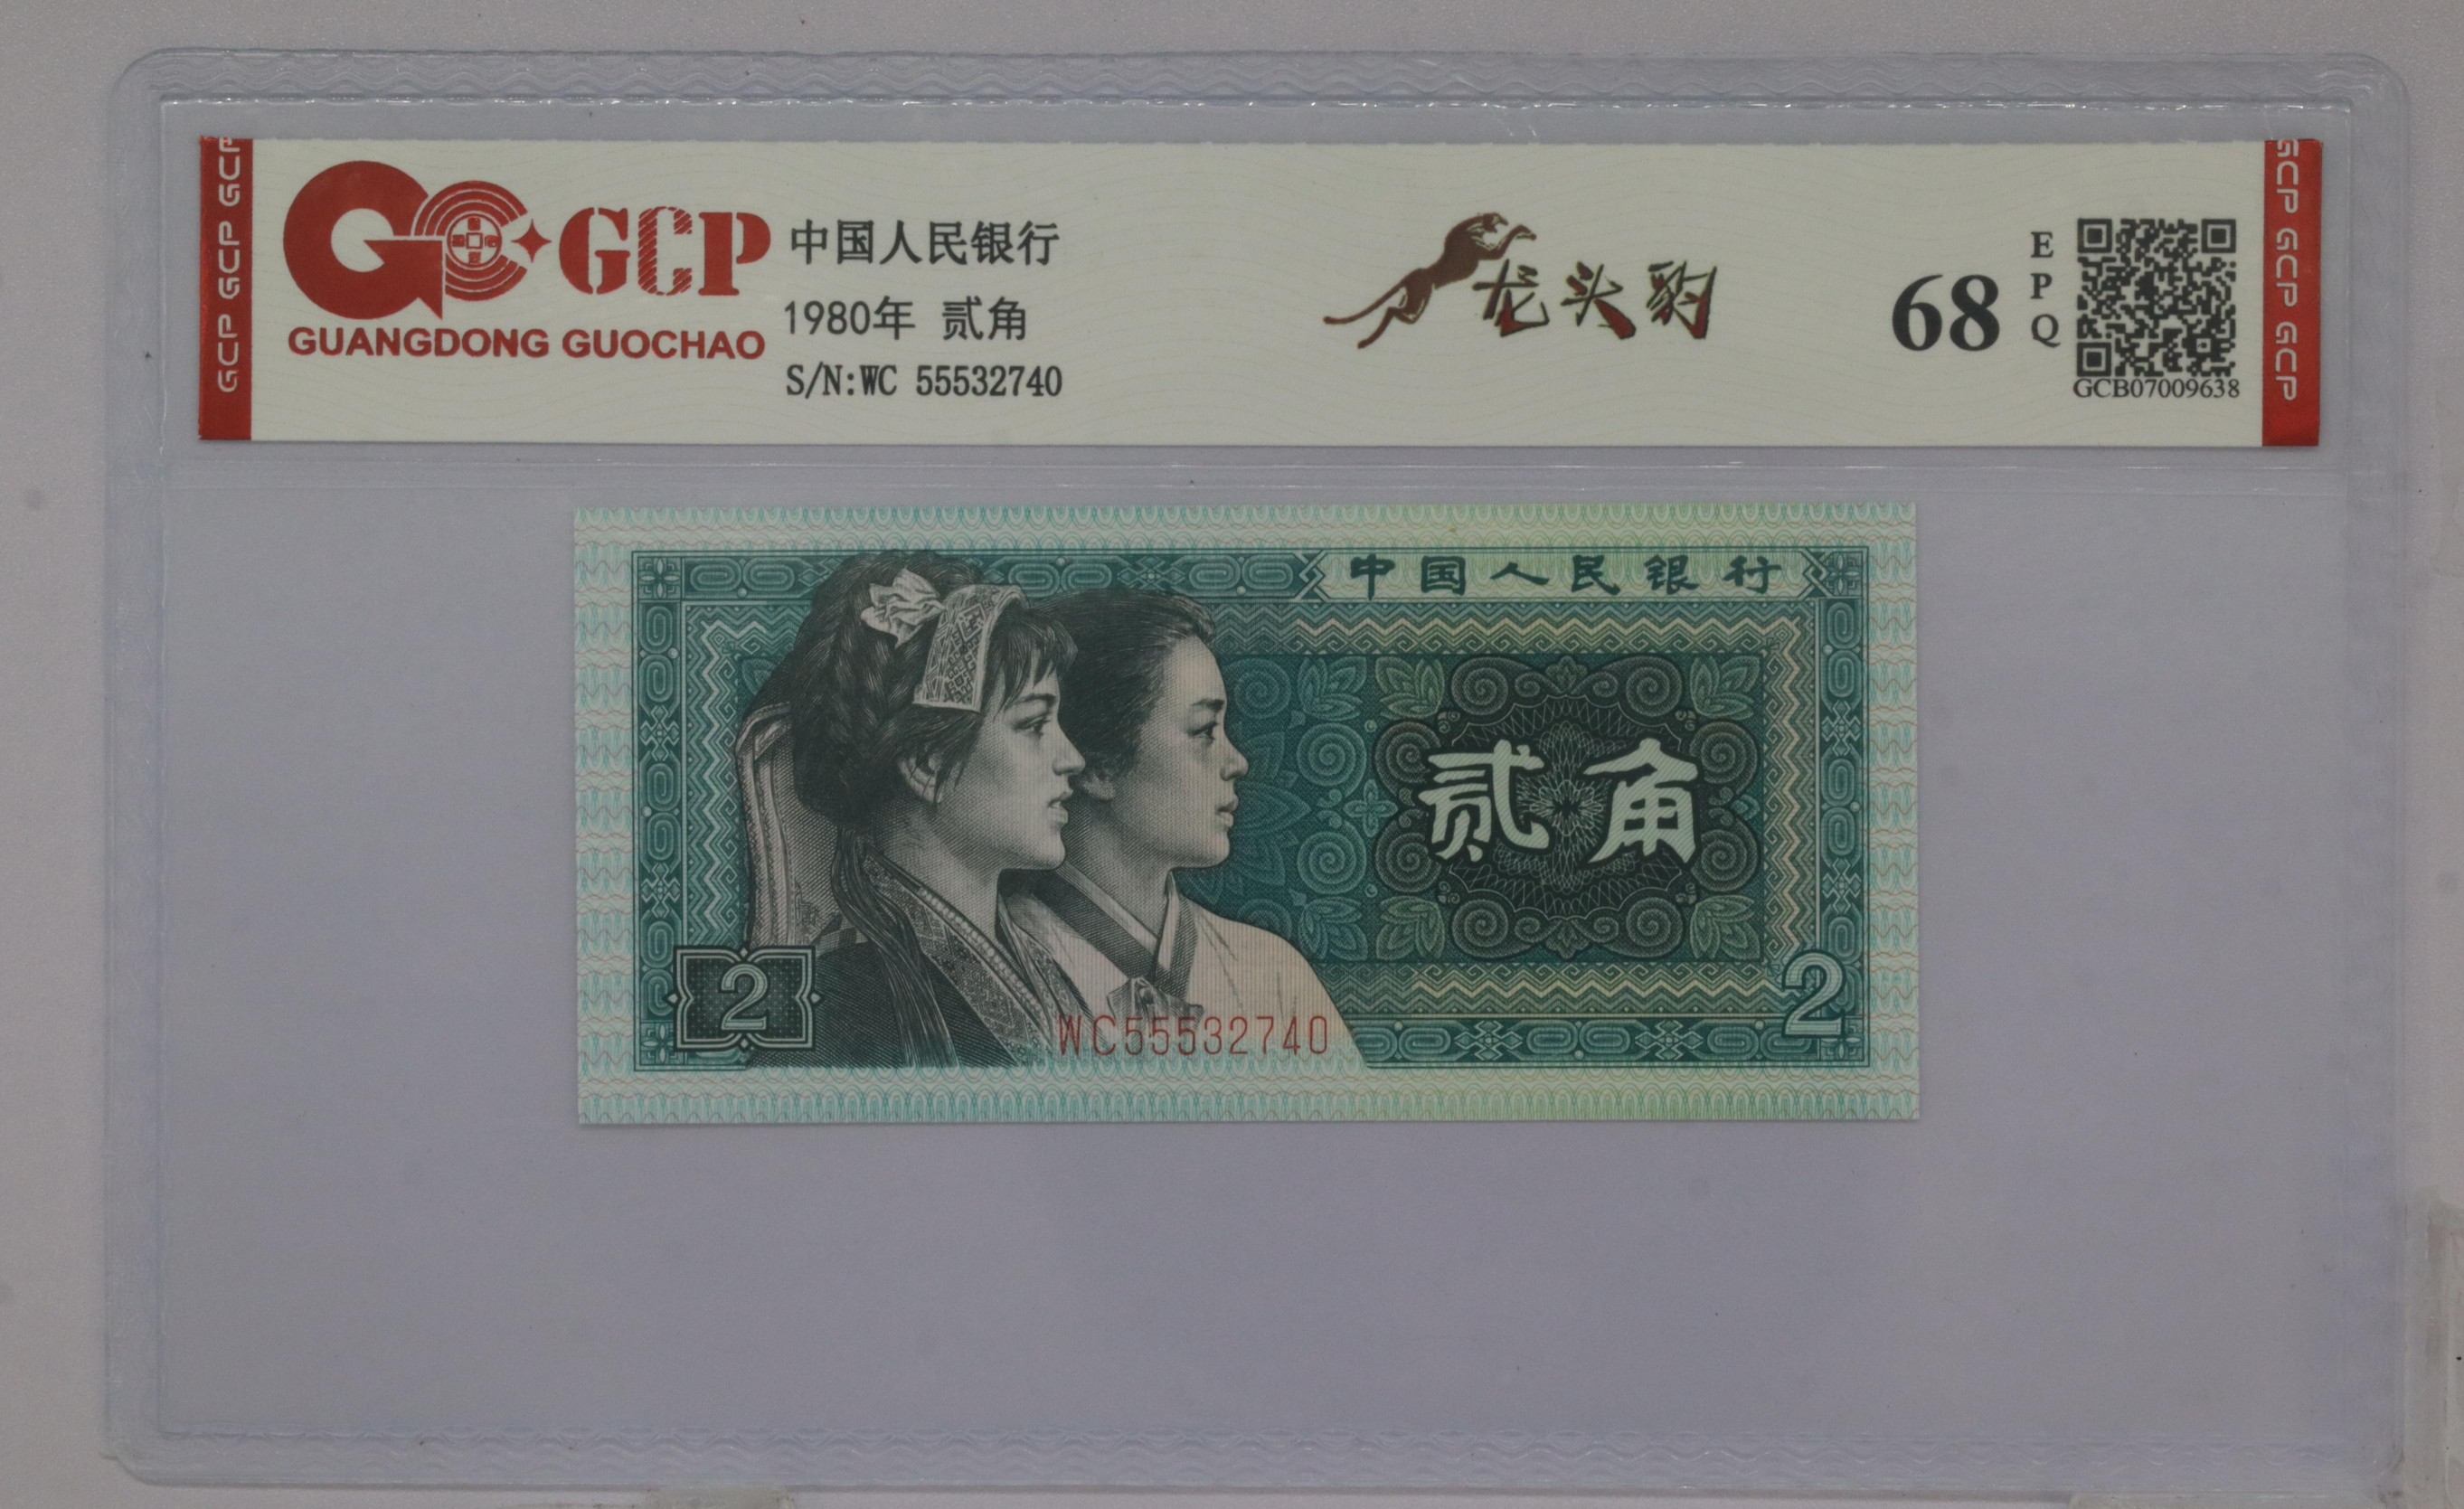 GCP GCP GCP
GCP
GUANGDONG GUOCHAO
中国人民银行
1980年 贰角
S/N:WC 55532740
龙头豹
68
EPQ
GCB07009638
GCP GCP GCP
中国人民银行
贰角
2
2
WC55532740